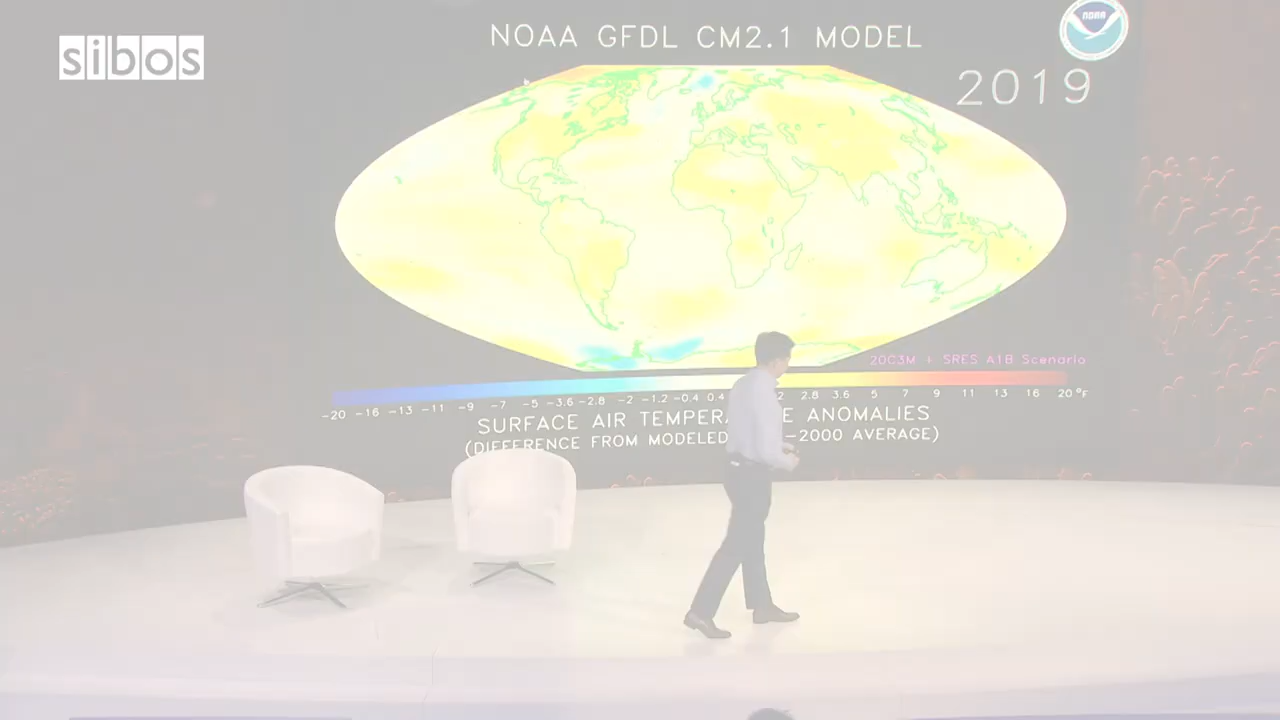 sibos
NOAA GFDL CM2.1 MODEL
NOAA
2019
20C3M + SRES A1B Scenario
-20 -16 -13 -11 -9 -7 -5 -3.6 -2.8 -2 -1.2 -0.4 0.4 2 2.8 3.6 5 7 9 11 13 16 20°F
SURFACE AIR ANOMALIES
(DIFFERENCE FROM MODELED -2000 AVERAGE)